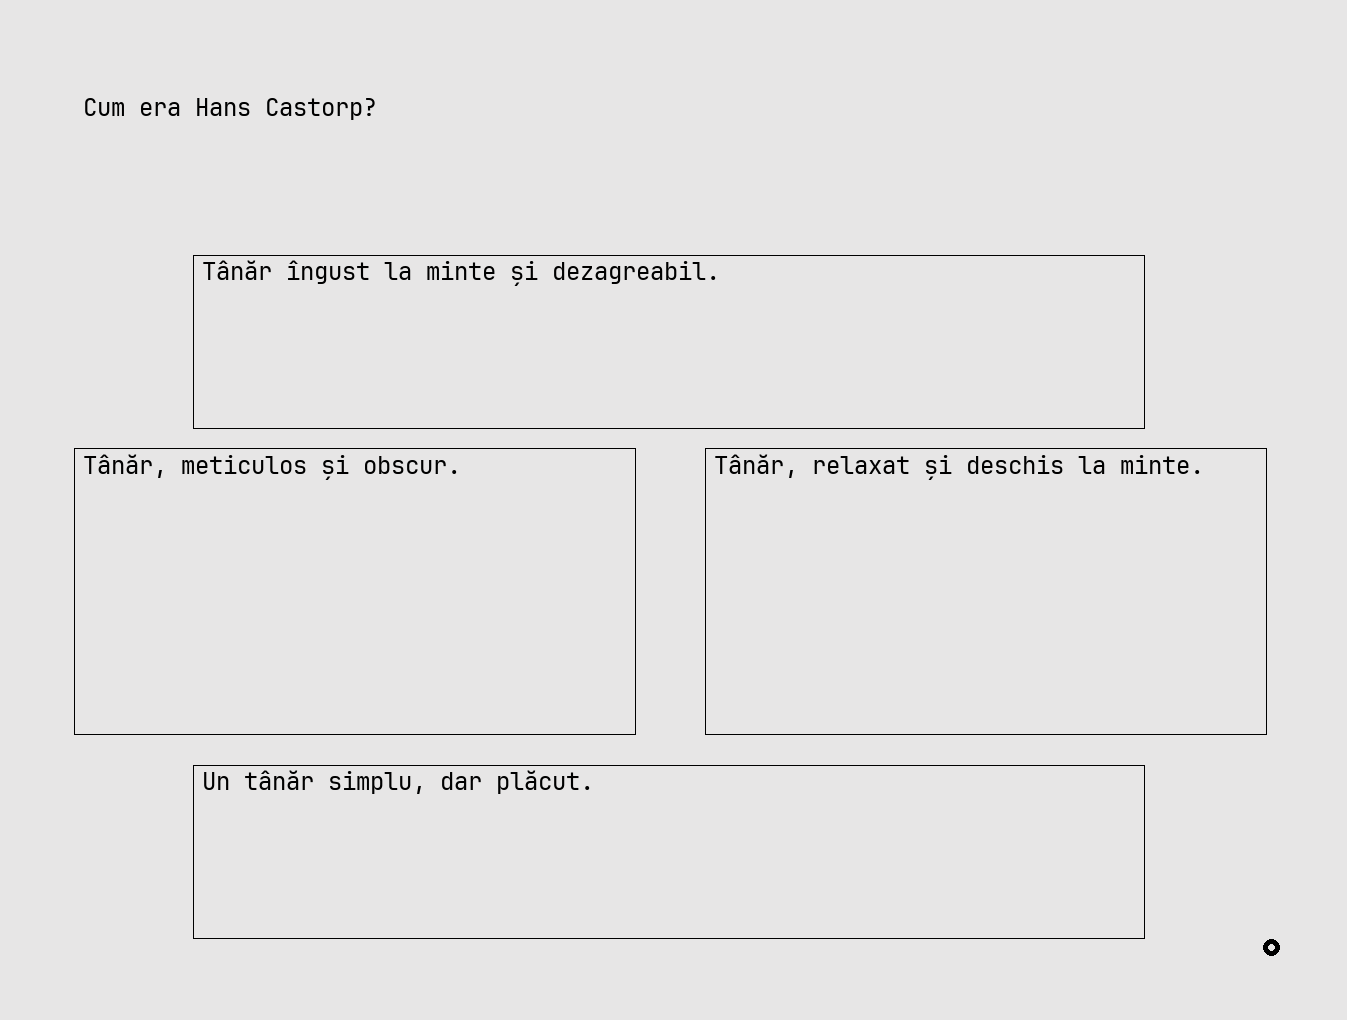 Cum era Hans Castorp?
Tânăr îngust la minte și dezagreabil.
Tânăr, meticulos și obscur.
Tânăr, relaxat și deschis la minte.
Un tânăr simplu, dar plăcut.